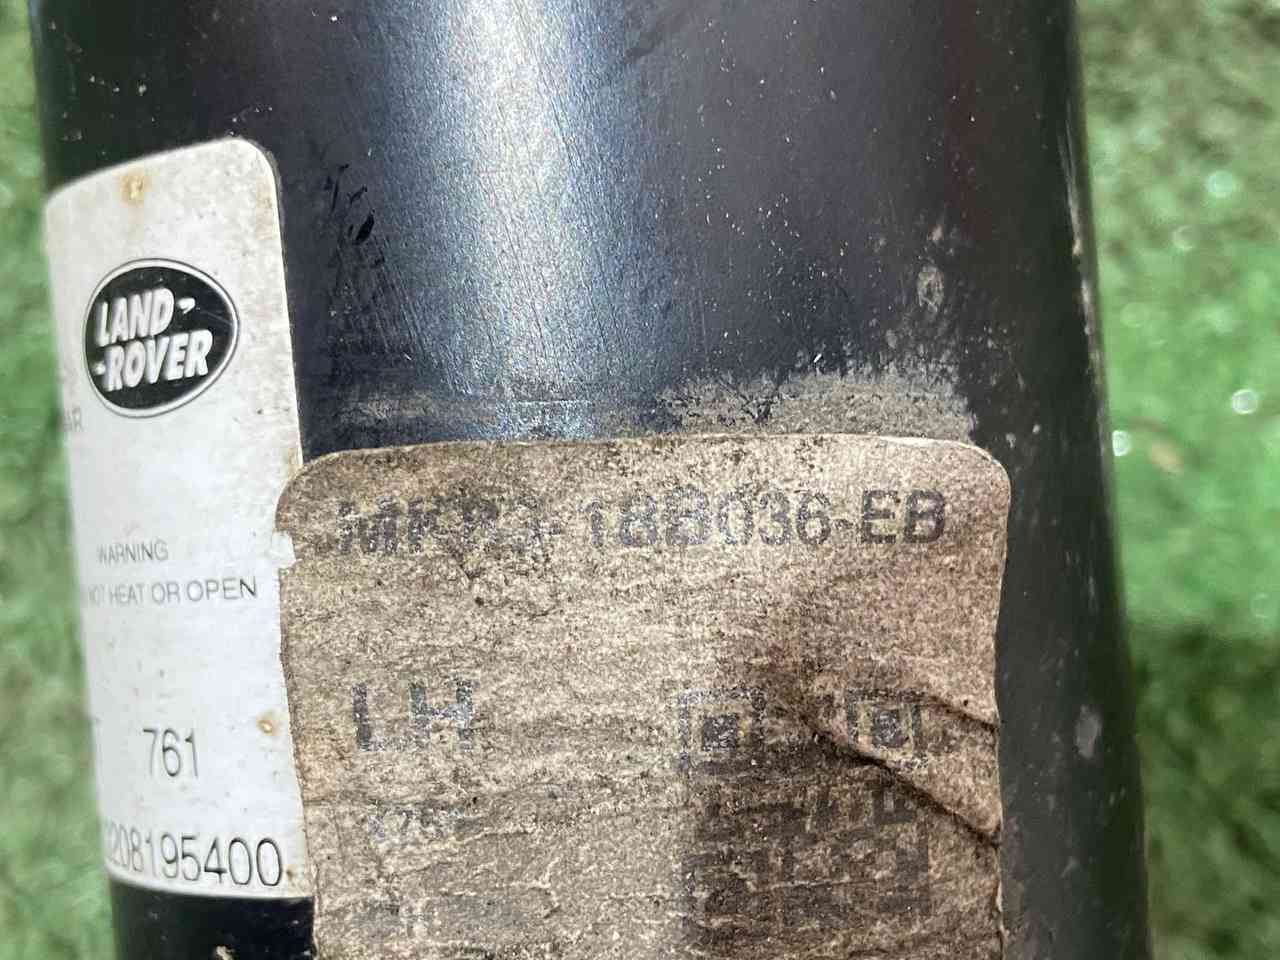 LAND-
-ROVER
WARNING
NOT HEAT OR OPEN
761
208195400
-18B036-EB
LH